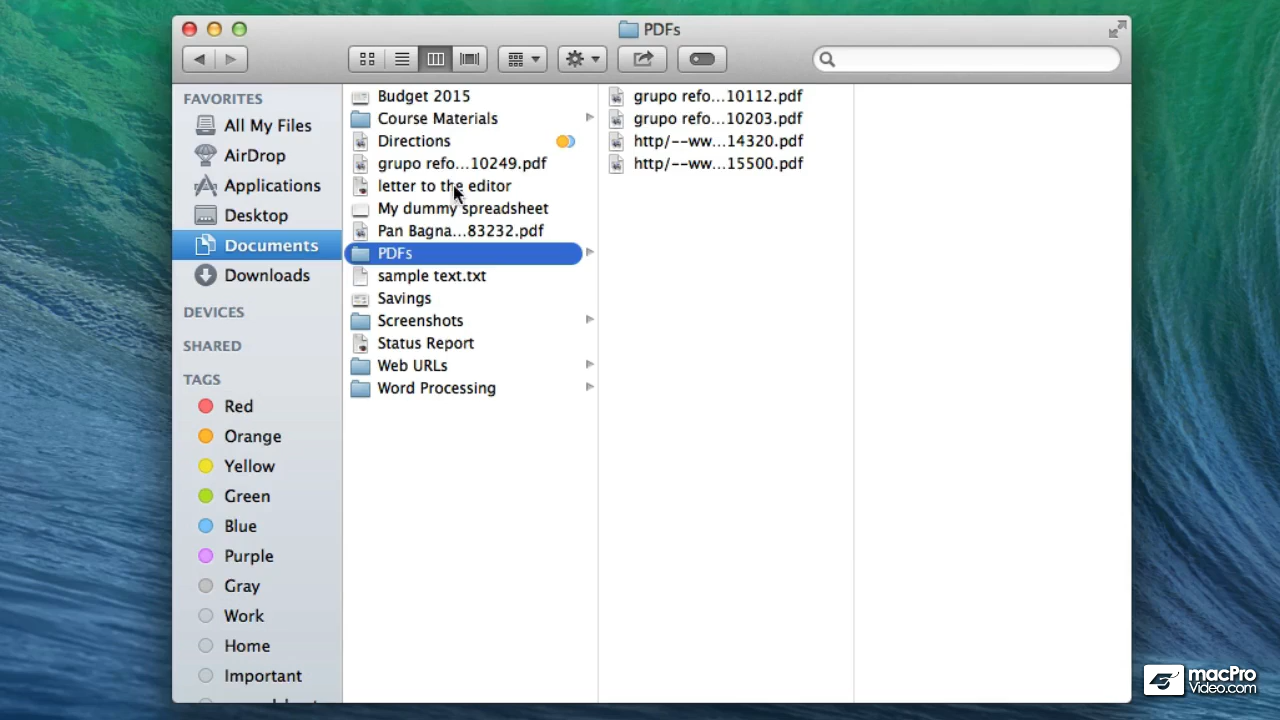 PDFs
FAVORITES
All My Files
AirDrop
Applications
Desktop
Documents
Downloads
DEVICES
SHARED
TAGS
Red
Orange
Yellow
Green
Blue
Purple
Gray
Work
Home
Important
Budget 2015
Course Materials
Directions
grupo refo...10249.pdf
letter to the editor
My dummy spreadsheet
Pan Bagna...83232.pdf
PDFs
sample text.txt
Savings
Screenshots
Status Report
Web URLs
Word Processing
grupo refo...10112.pdf
grupo refo...10203.pdf
http/--ww...14320.pdf
http/--ww...15500.pdf
macPro
Video.com